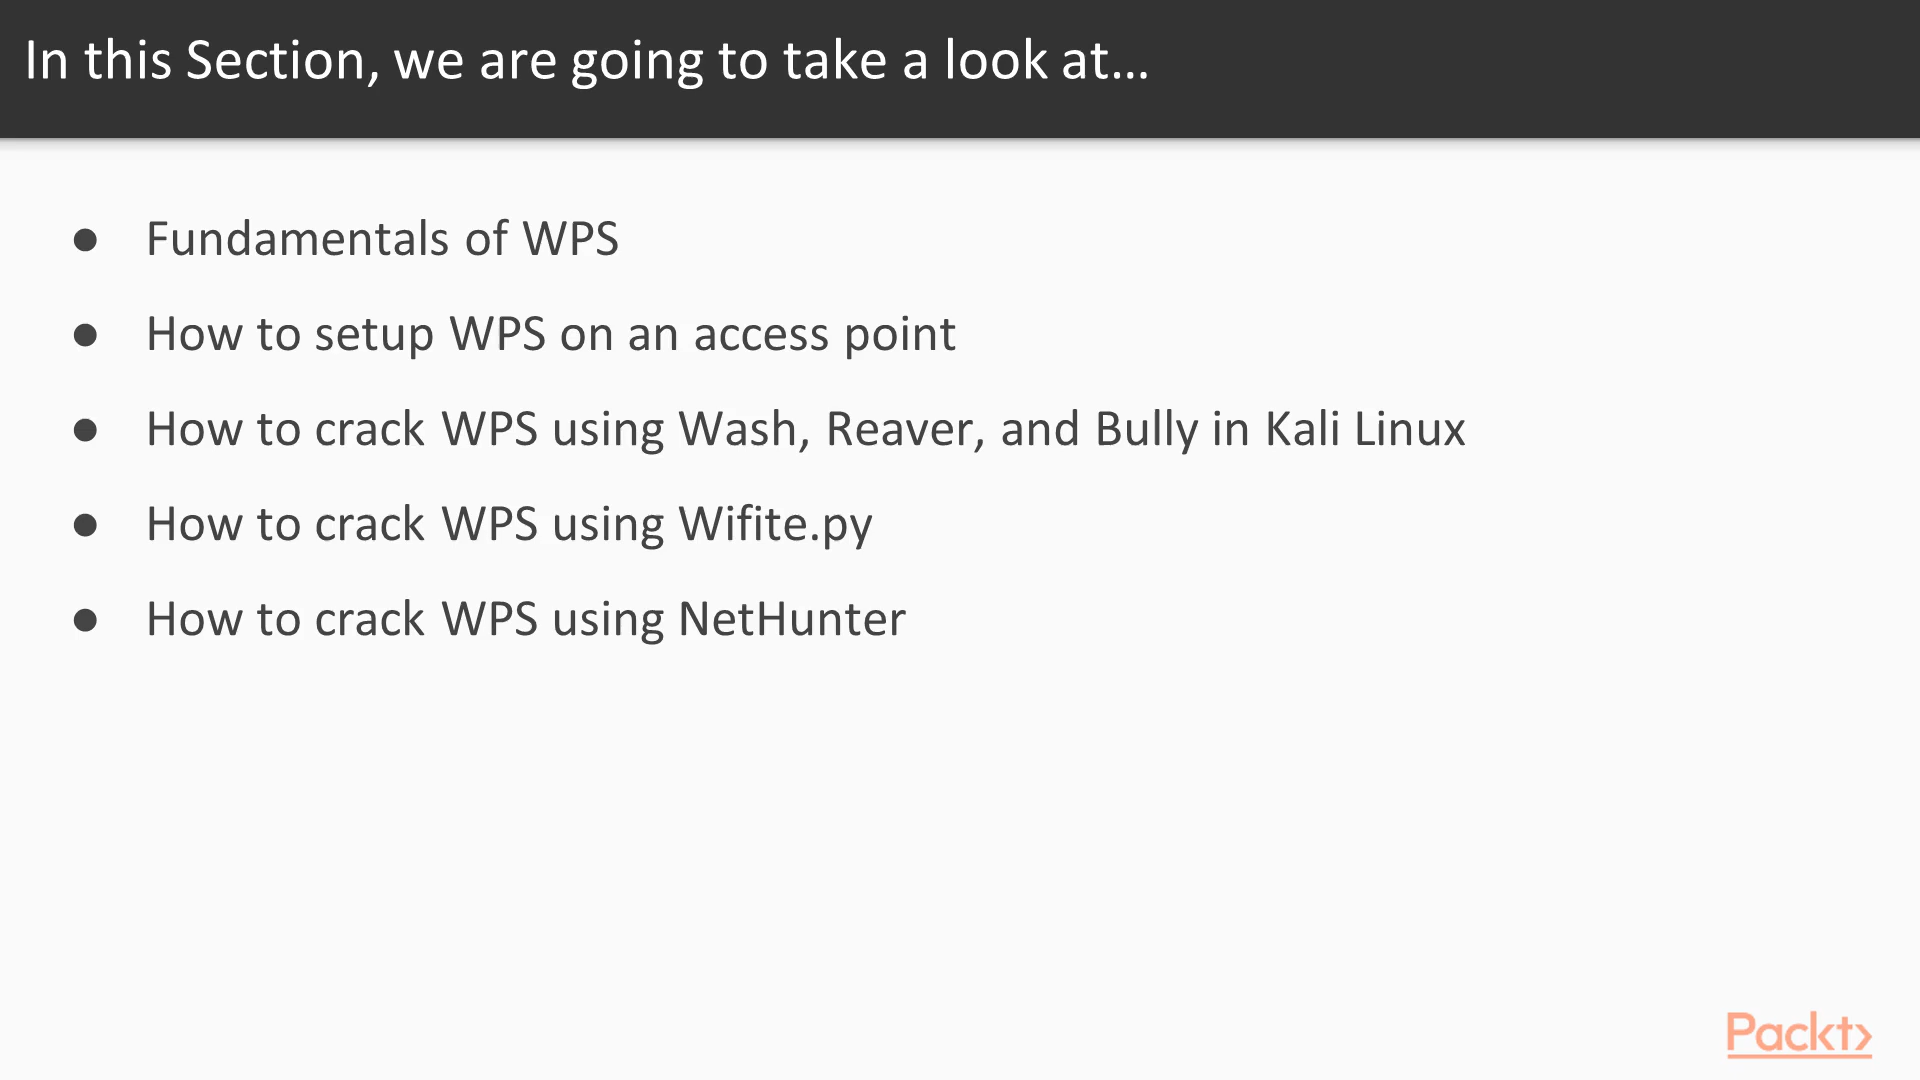 In this Section, we are going to take a look at…
● Fundamentals of WPS
● How to setup WPS on an access point
● How to crack WPS using Wash, Reaver, and Bully in Kali Linux
● How to crack WPS using Wifite.py
● How to crack WPS using NetHunter
Packt>